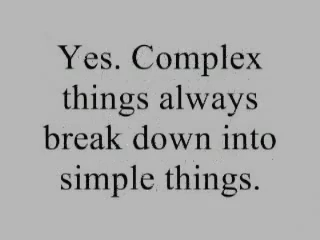 Yes. Complex
things always
break down into
simple things.